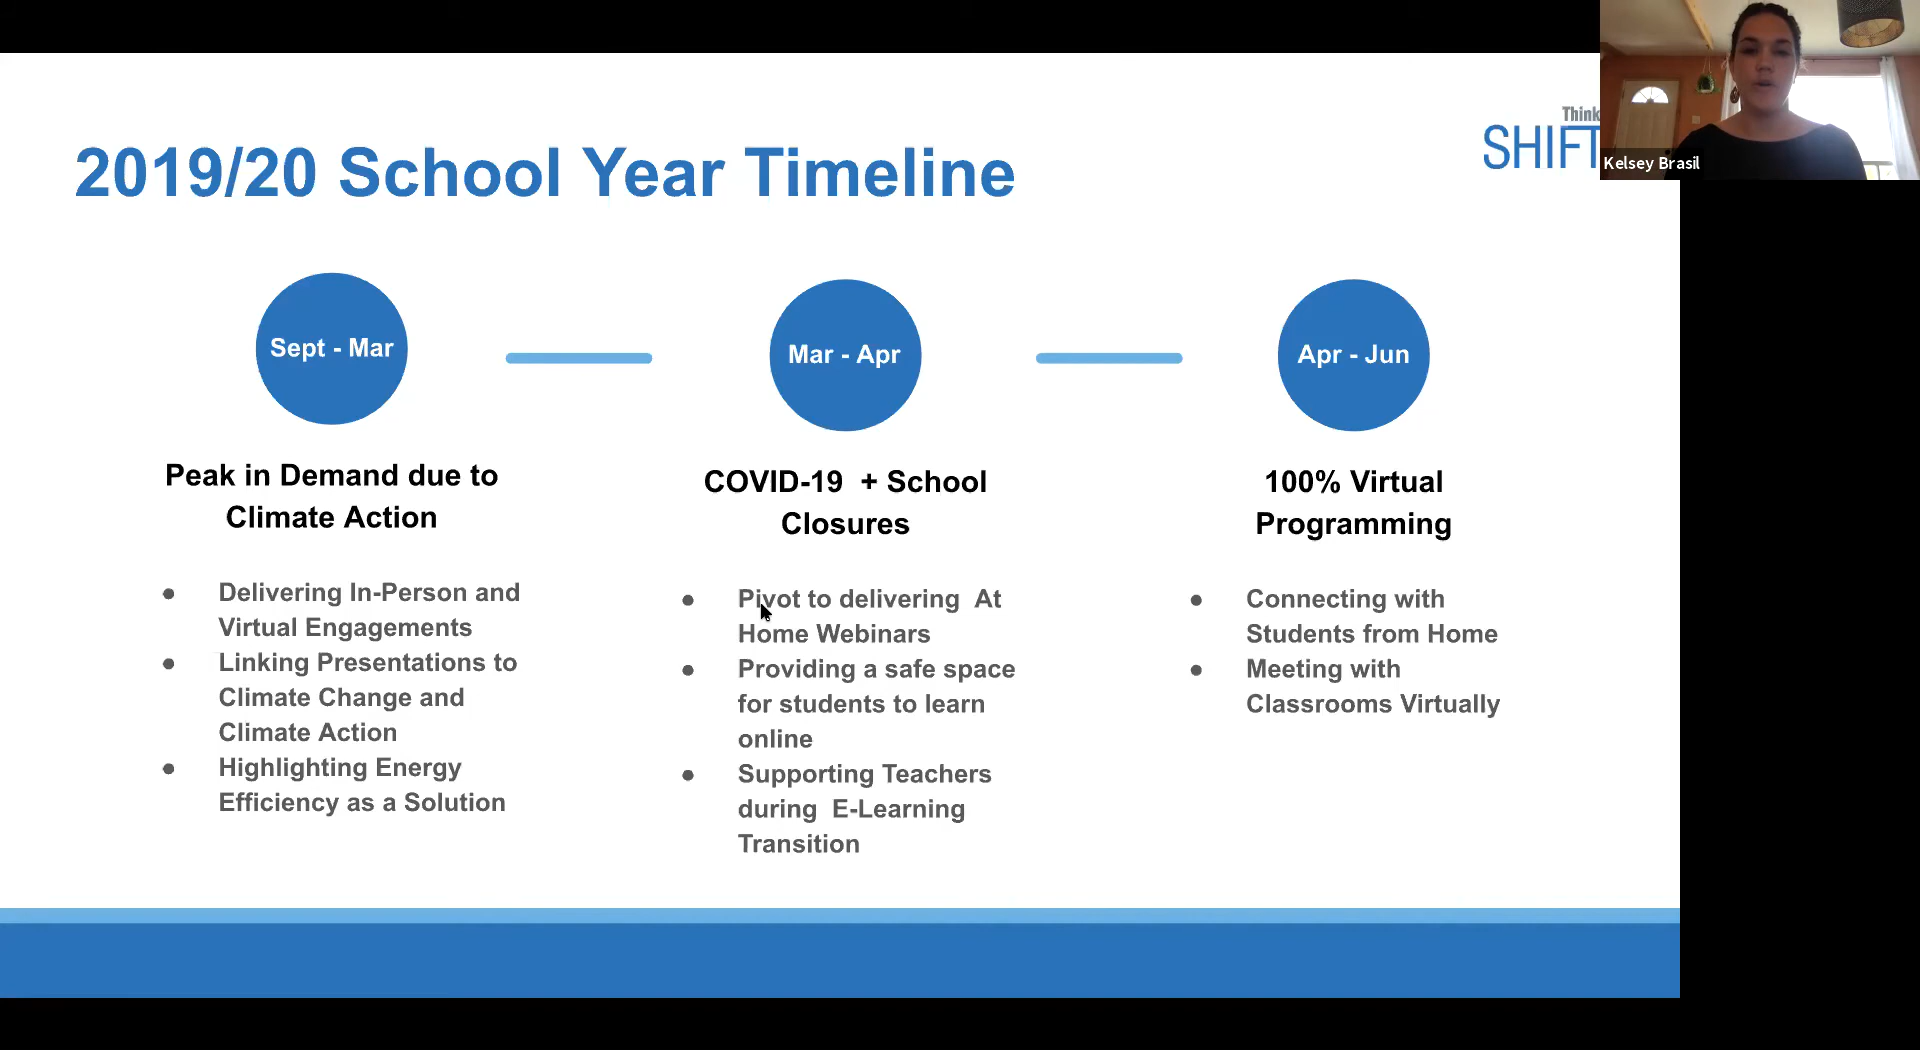 Think
SHIFT
Kelsey Brasil
2019/20 School Year Timeline
Sept - Mar
Mar - Apr
Apr - Jun
Peak in Demand due to
Climate Action
● Delivering In-Person and
Virtual Engagements
● Linking Presentations to
Climate Change and
Climate Action
● Highlighting Energy
Efficiency as a Solution
COVID-19  + School
Closures
● Pivot to delivering  At
Home Webinars
● Providing a safe space
for students to learn
online
● Supporting Teachers
during  E-Learning
Transition
100% Virtual
Programming
● Connecting with
Students from Home
● Meeting with
Classrooms Virtually